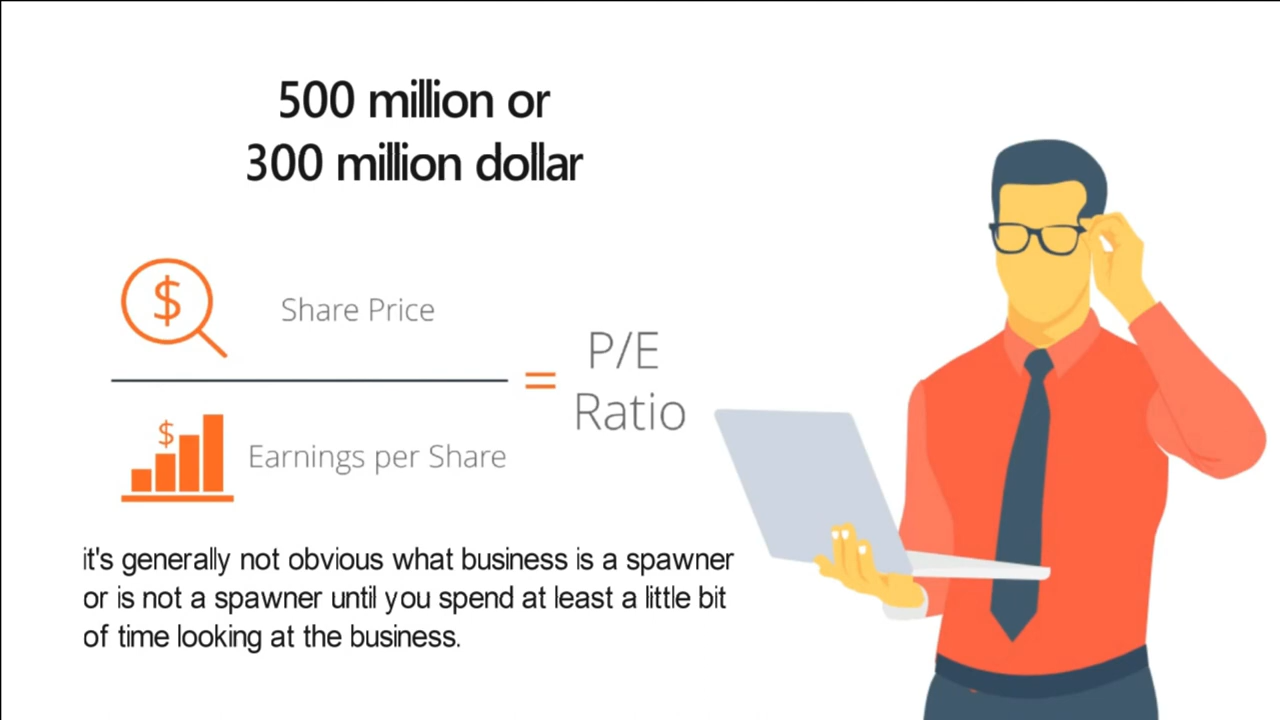 500 million or
300 million dollar
$
Share Price
=
P/E
Ratio
$
Earnings per Share
it's generally not obvious what business is a spawner
or is not a spawner until you spend at least a little bit
of time looking at the business.